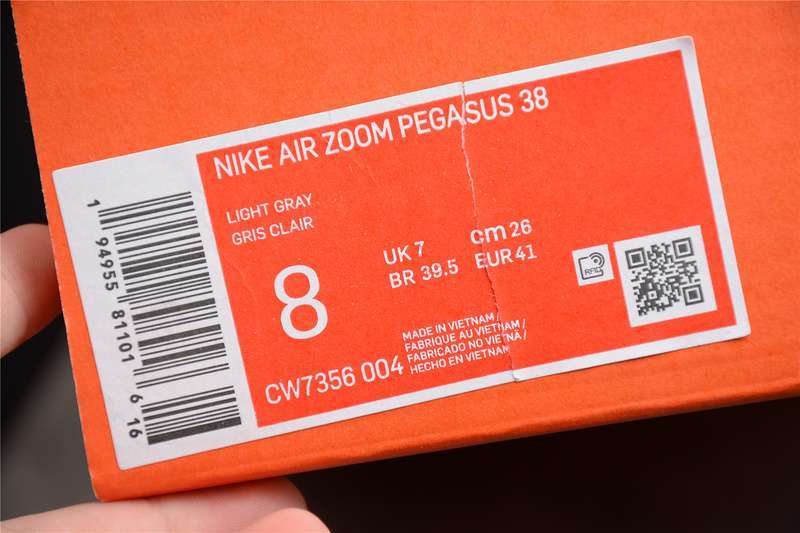 NIKE AIR ZOOM PEGASUS 38
LIGHT GRAY
GRIS CLAIR
8
UK 7
BR 39.5
cm 26
EUR 41
RFID
MADE IN VIETNAM /
FABRIQUE AU VIETNAM /
FABRICADO NO VIETNÃ /
HECHO EN VIETNAM
CW7356 004
1 94955 81101 6 16